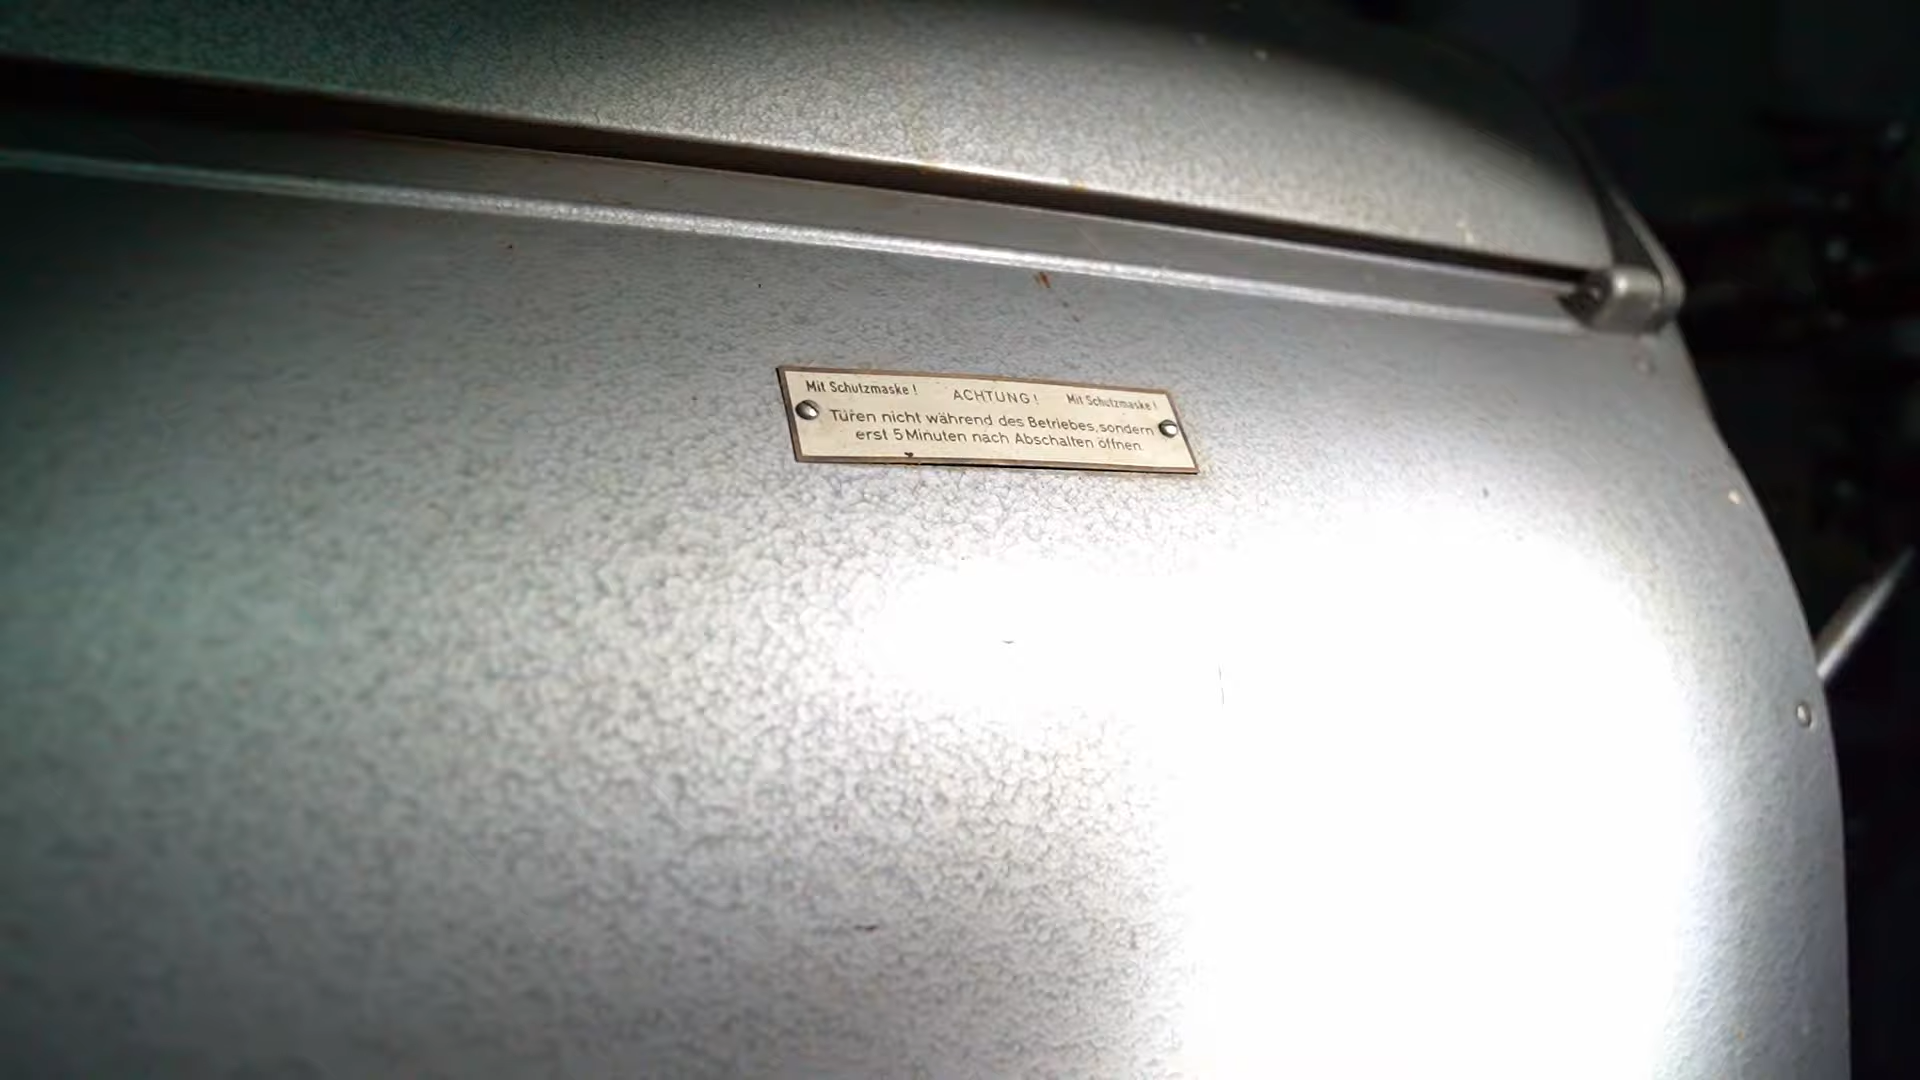 Mit Schutzmaske! ACHTUNG! Mit Schutzmaske!
Türen nicht während des Betriebes, sondern
erst 5 Minuten nach Abschalten öffnen.